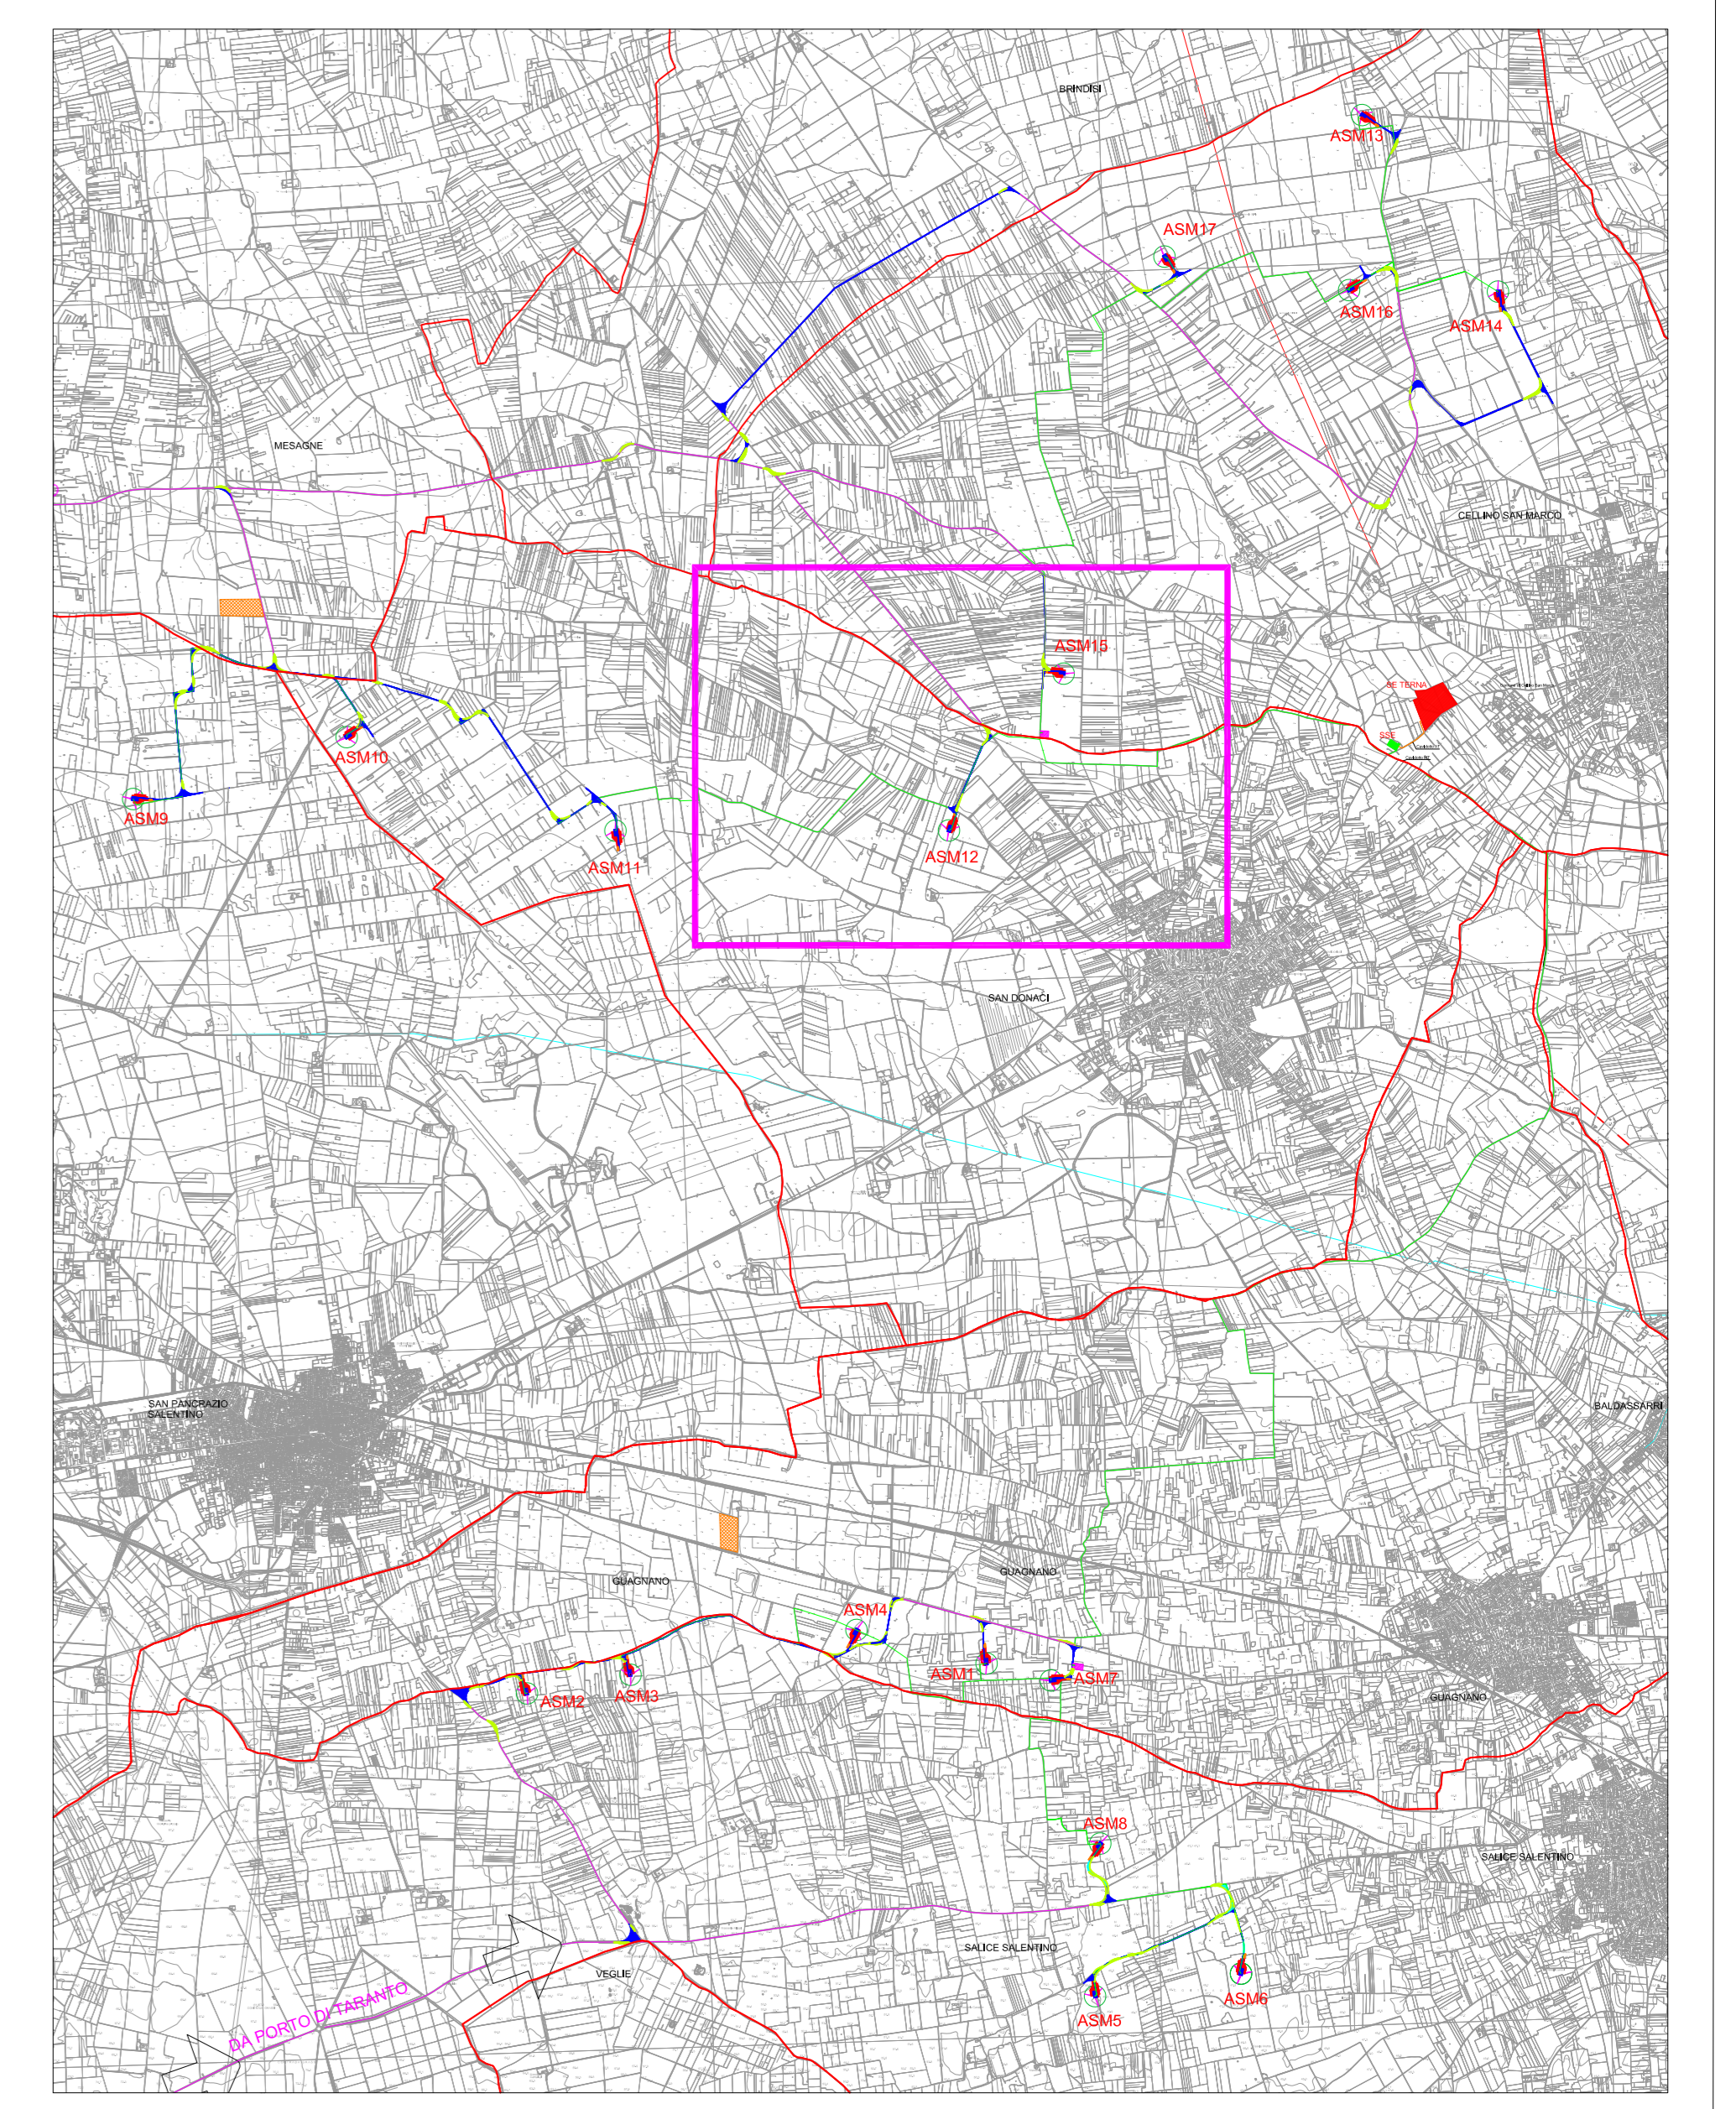 BRINDISI
ASM13
ASM17
ASM16
ASM14
MESAGNE
CELLINO SAN MARCO
ASM15
SE TERNA
SSE
ASM10
ASM9
ASM11
ASM12
SAN DONACI
SAN PANCRAZIO
SALENTINO
BALDASSARRI
GUAGNANO
GUAGNANO
ASM4
ASM1
ASM7
ASM2
ASM3
GUAGNANO
ASM8
SALICE SALENTINO
SALICE SALENTINO
VEGLIE
DA PORTO DI TARANTO
ASM6
ASM5